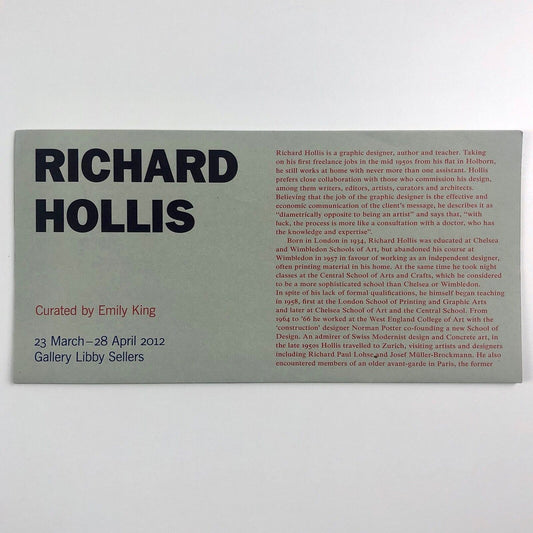 RICHARD
HOLLIS
Curated by Emily King
23 March–28 April 2012
Gallery Libby Sellers
Richard Hollis is a graphic designer, author and teacher. Taking
on his first freelance jobs in the mid 1950s from his flat in Holborn,
he still works at home with never more than one assistant. Hollis
prefers close collaboration with those who commission his design,
among them writers, editors, artists, curators and architects.
Believing that the job of the graphic designer is the effective and
economic communication of the client's message, he describes it as
“diametrically opposite to being an artist” and says that, “with
luck, the process is more like a consultation with a doctor, who has
the knowledge and expertise”.
Born in London in 1934, Richard Hollis was educated at Chelsea
and Wimbledon Schools of Art, but abandoned his course at
Wimbledon in 1957 in favour of working as an independent designer,
often printing material in his home. At the same time he took night
classes at the Central School of Arts and Crafts, which he considered
to be a more sophisticated school than Chelsea or Wimbledon.
In spite of his lack of formal qualifications, he himself began teaching
in 1958, first at the London School of Printing and Graphic Arts
and later at Chelsea School of Art and the Central School. From
1964 to ’66 he worked at the West England College of Art with the
‘construction’ designer Norman Potter co-founding a new School of
Design. An admirer of Swiss Modernist design and Concrete art, in
the late 1950s Hollis travelled to Zurich, visiting artists and designers
including Richard Paul Lohse and Josef Müller-Brockmann. He also
encountered members of an older avant-garde in Paris, the former